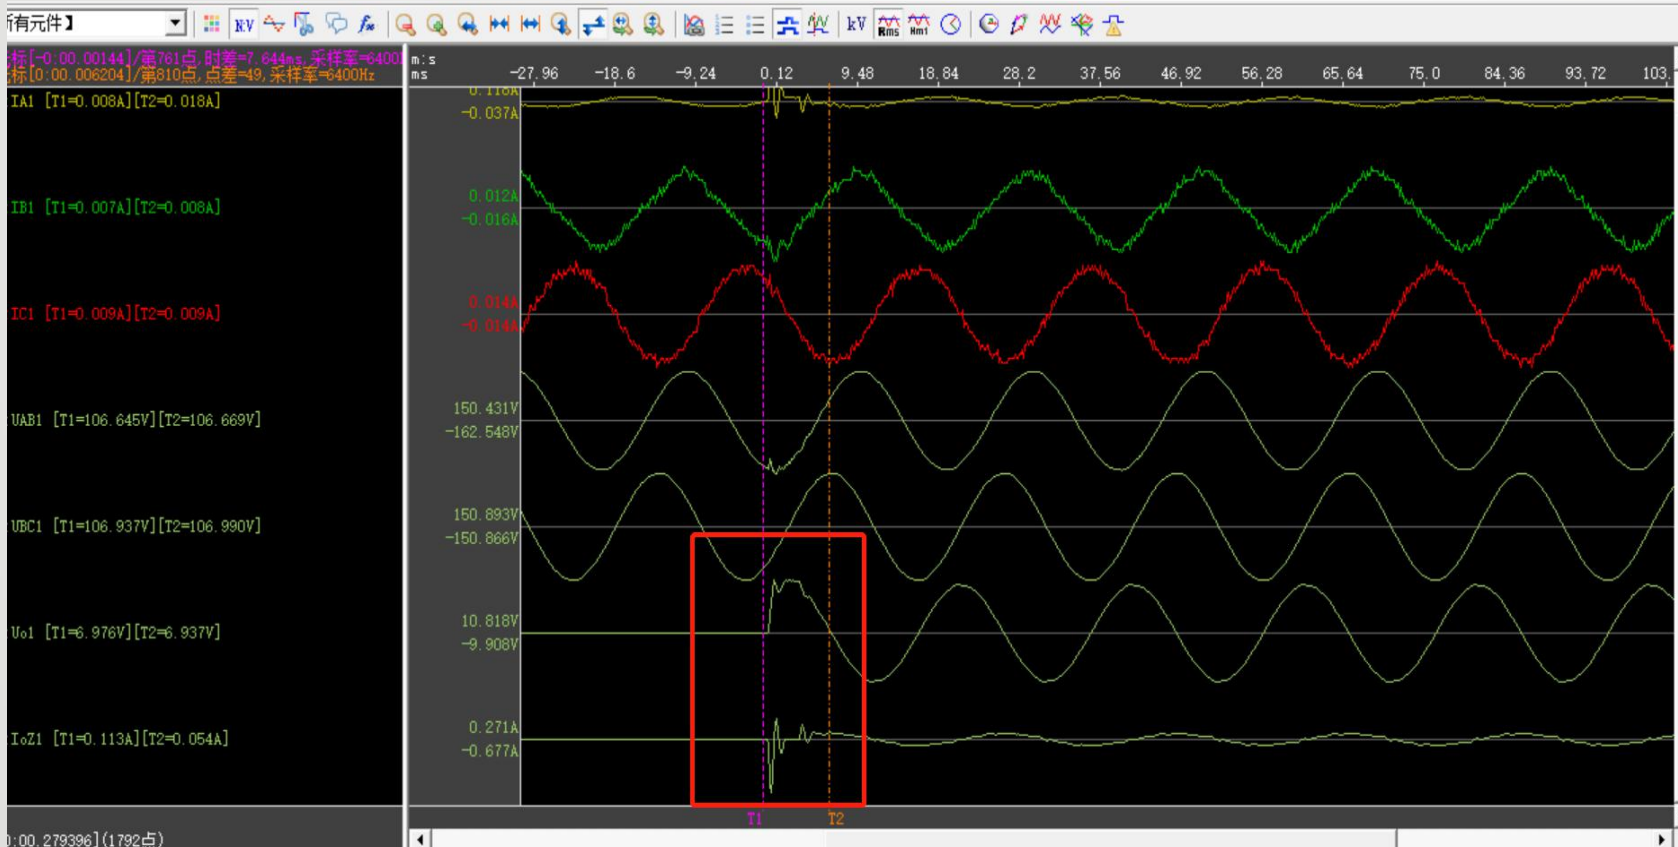 所有元件】
N:V
fx
kV
Rms
Hm1
标[-0:00.00144]/第761点,时差=7.644ms,采样率=6400
标[0:00.006204]/第810点,点差=49,采样率=6400Hz
m:s
ms
-27.96 -18.6 -9.24 0.12 9.48 18.84 28.2 37.56 46.92 56.28 65.64 75.0 84.36 93.72 103.
IA1 [T1=0.008A][T2=0.018A]
0.118A
-0.037A
IB1 [T1=0.007A][T2=0.008A]
0.012A
-0.016A
IC1 [T1=0.009A][T2=0.009A]
0.014A
-0.014A
UAB1 [T1=106.645V][T2=106.669V]
150.431V
-162.548V
UBC1 [T1=106.937V][T2=106.990V]
150.893V
-150.866V
Uo1 [T1=6.976V][T2=6.937V]
10.818V
-9.908V
IoZ1 [T1=0.113A][T2=0.054A]
0.271A
-0.677A
T1 T2
0:00.279396](1792点)